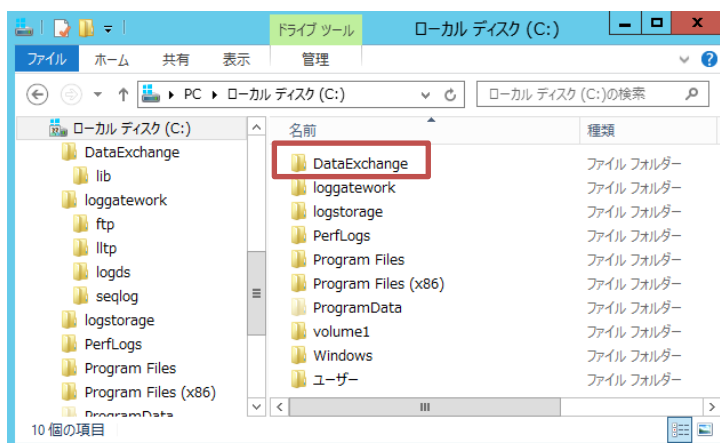 ドライブ ツール
ローカル ディスク (C:)
ファイル
ホーム
共有
表示
管理
PC
ローカル ディスク (C:)
ローカル ディスク (C:)の検索
ローカル ディスク (C:)
DataExchange
lib
loggatework
ftp
lltp
logds
seqlog
logstorage
PerfLogs
Program Files
Program Files (x86)
ProgramData
名前
種類
DataExchange
ファイル フォルダー
loggatework
ファイル フォルダー
logstorage
ファイル フォルダー
PerfLogs
ファイル フォルダー
Program Files
ファイル フォルダー
Program Files (x86)
ファイル フォルダー
ProgramData
ファイル フォルダー
volume1
ファイル フォルダー
Windows
ファイル フォルダー
ユーザー
ファイル フォルダー
10 個の項目